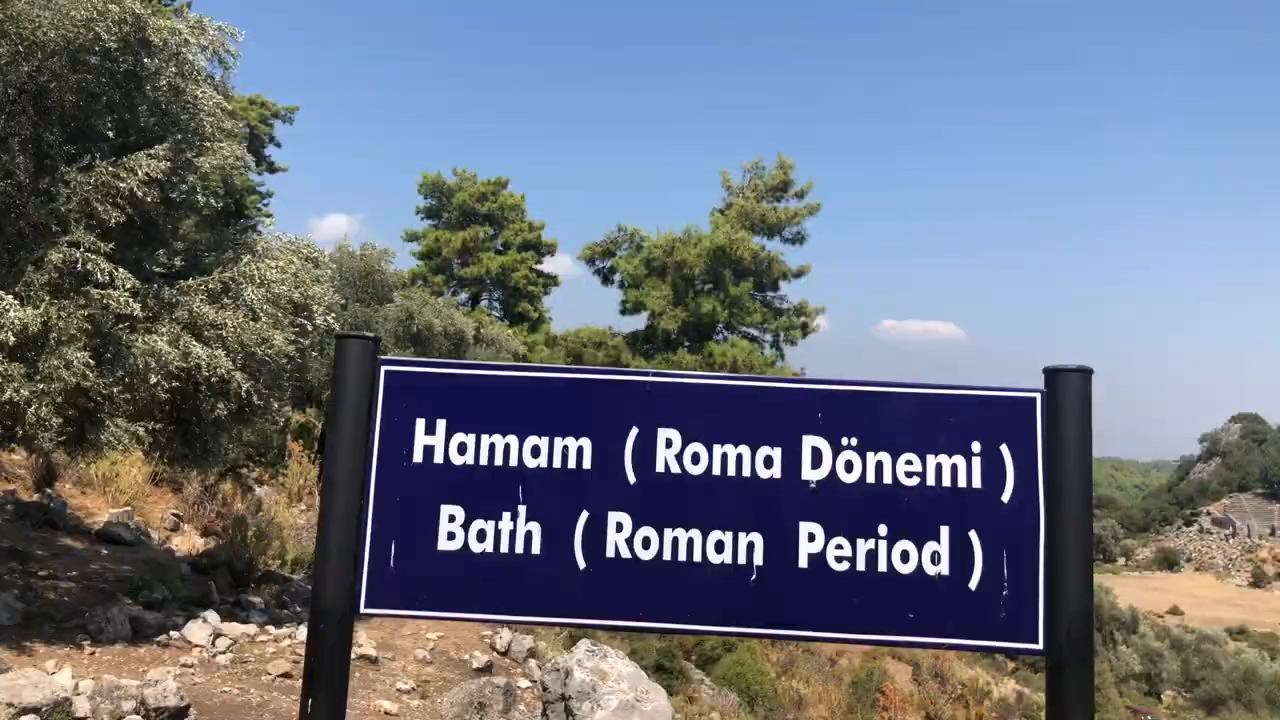 Hamam ( Roma Dönemi )
Bath ( Roman Period )